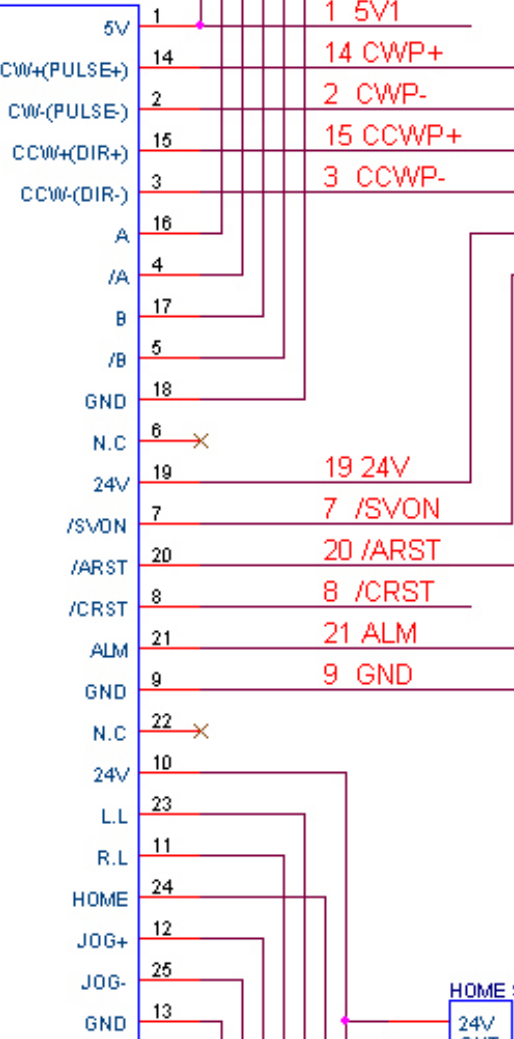 5V 1 1 5V1
CW+(PULSE+) 14 14 CWP+
CW-(PULSE-) 2 2 CWP-
CCW+(DIR+) 15 15 CCWP+
CCW-(DIR-) 3 3 CCWP-
A 16
/A 4
B 17
/B 5
GND 18
N.C 6
24V 19 19 24V
/SVON 7 7 /SVON
/ARST 20 20 /ARST
/CRST 8 8 /CRST
ALM 21 21 ALM
GND 9 9 GND
N.C 22
24V 10
L.L 23
R.L 11
HOME 24
JOG+ 12
JOG- 25
HOME
GND 13 24V